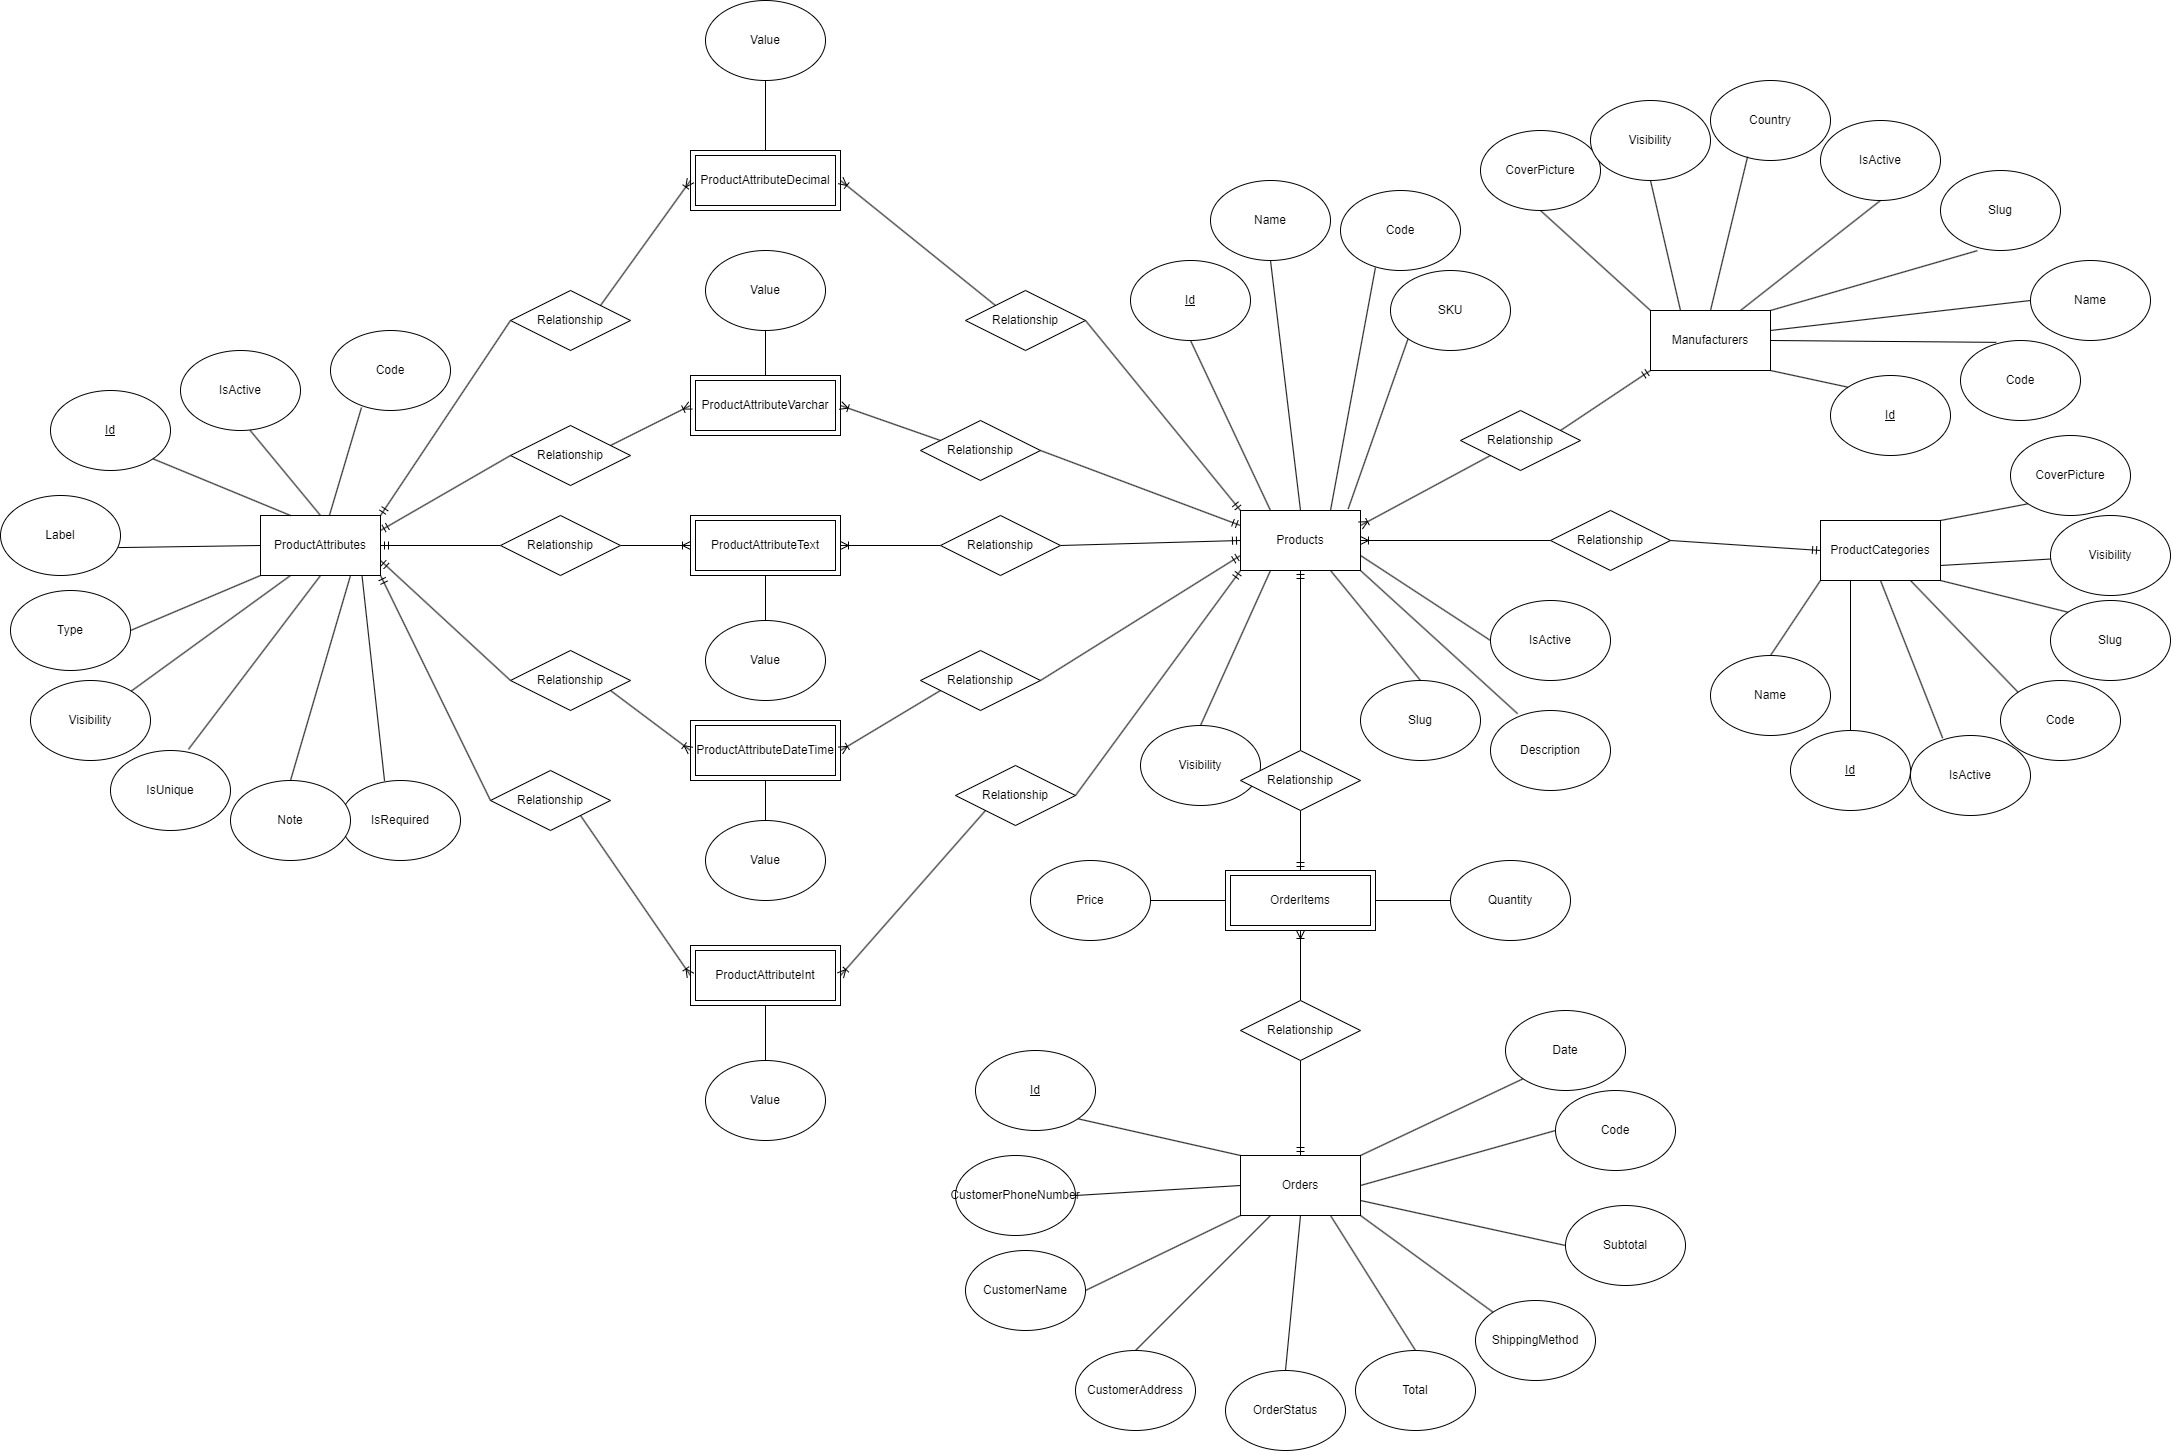 Value
Country
Visibility
IsActive
CoverPicture
ProductAttributeDecimal
Slug
Name
Code
Value
Id
Name
SKU
Relationship
Relationship
Manufacturers
Code
IsActive
Code
ProductAttributeVarchar
Id
Id
Relationship
Relationship
Relationship
CoverPicture
Label
ProductAttributes
Relationship
ProductAttributeText
Relationship
Products
Relationship
ProductCategories
Visibility
Type
IsActive
Slug
Value
Relationship
Relationship
Name
Visibility
Slug
Code
ProductAttributeDateTime
Description
Visibility
Id
IsActive
IsUnique
Relationship
Relationship
Relationship
Note
IsRequired
Value
Price
OrderItems
Quantity
ProductAttributeInt
Relationship
Date
Id
Value
Code
Orders
CustomerPhoneNumber
Subtotal
CustomerName
ShippingMethod
CustomerAddress
Total
OrderStatus